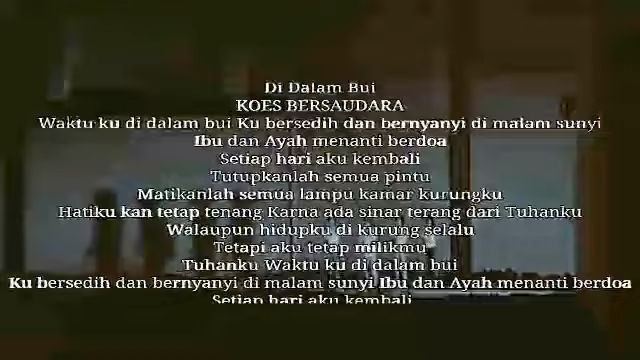 Di Dalam Bui
KOES BERSAUDARA
Waktu ku di dalam bui Ku bersedih dan bernyanyi di malam sunyi
Ibu dan Ayah menanti berdoa
Setiap hari aku kembali
Tutupkanlah semua pintu
Matikanlah semua lampu kamar kurungku
Hatiku kan tetap tenang Karna ada sinar terang dari Tuhanku
Walaupun hidupku di kurung selalu
Tetapi aku tetap milikmu
Tuhanku Waktu ku di dalam bui
Ku bersedih dan bernyanyi di malam sunyi Ibu dan Ayah menanti berdoa
Setiap hari aku kembali